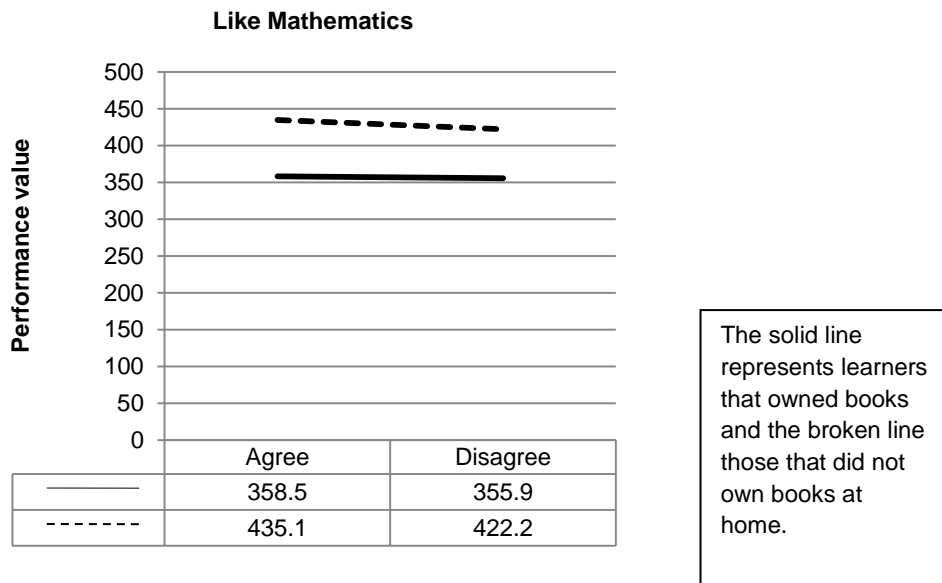 Like Mathematics
Performance value
500
450
400
350
300
250
200
150
100
50
0
Agree Disagree
358.5 355.9
435.1 422.2
The solid line
represents learners
that owned books
and the broken line
those that did not
own books at
home.